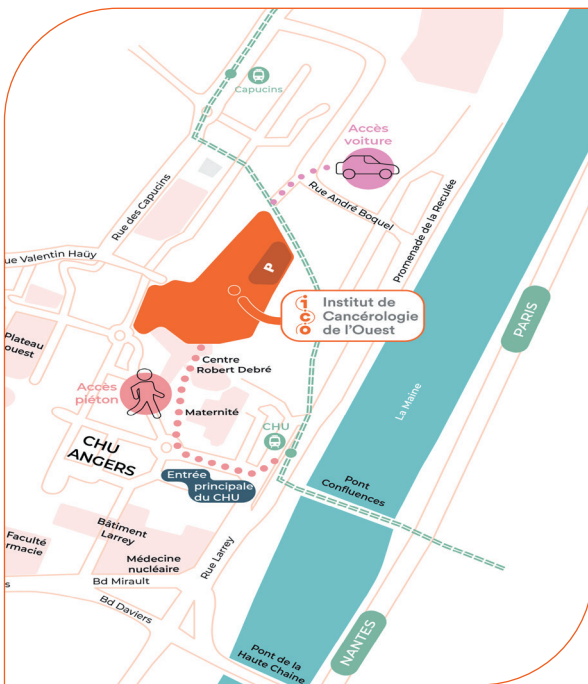 Capucins
Accès
voiture
Rue des Capucins
Rue André Boquel
Promenade de la Reculée
ue Valentin Haüy
P
ico
Institut de
Cancérologie
de l'Ouest
PARIS
Plateau
ouest
Centre
Robert Debré
Accès
piéton
Maternité
La Maine
CHU
CHU
ANGERS
Entrée
principale
du CHU
Pont
Confluences
Bâtiment
Larrey
Faculté
rmacie
Médecine
nucléaire
Rue Larrey
s
Bd Mirault
Bd Daviers
NANTES
Pont de la
Haute Chaine